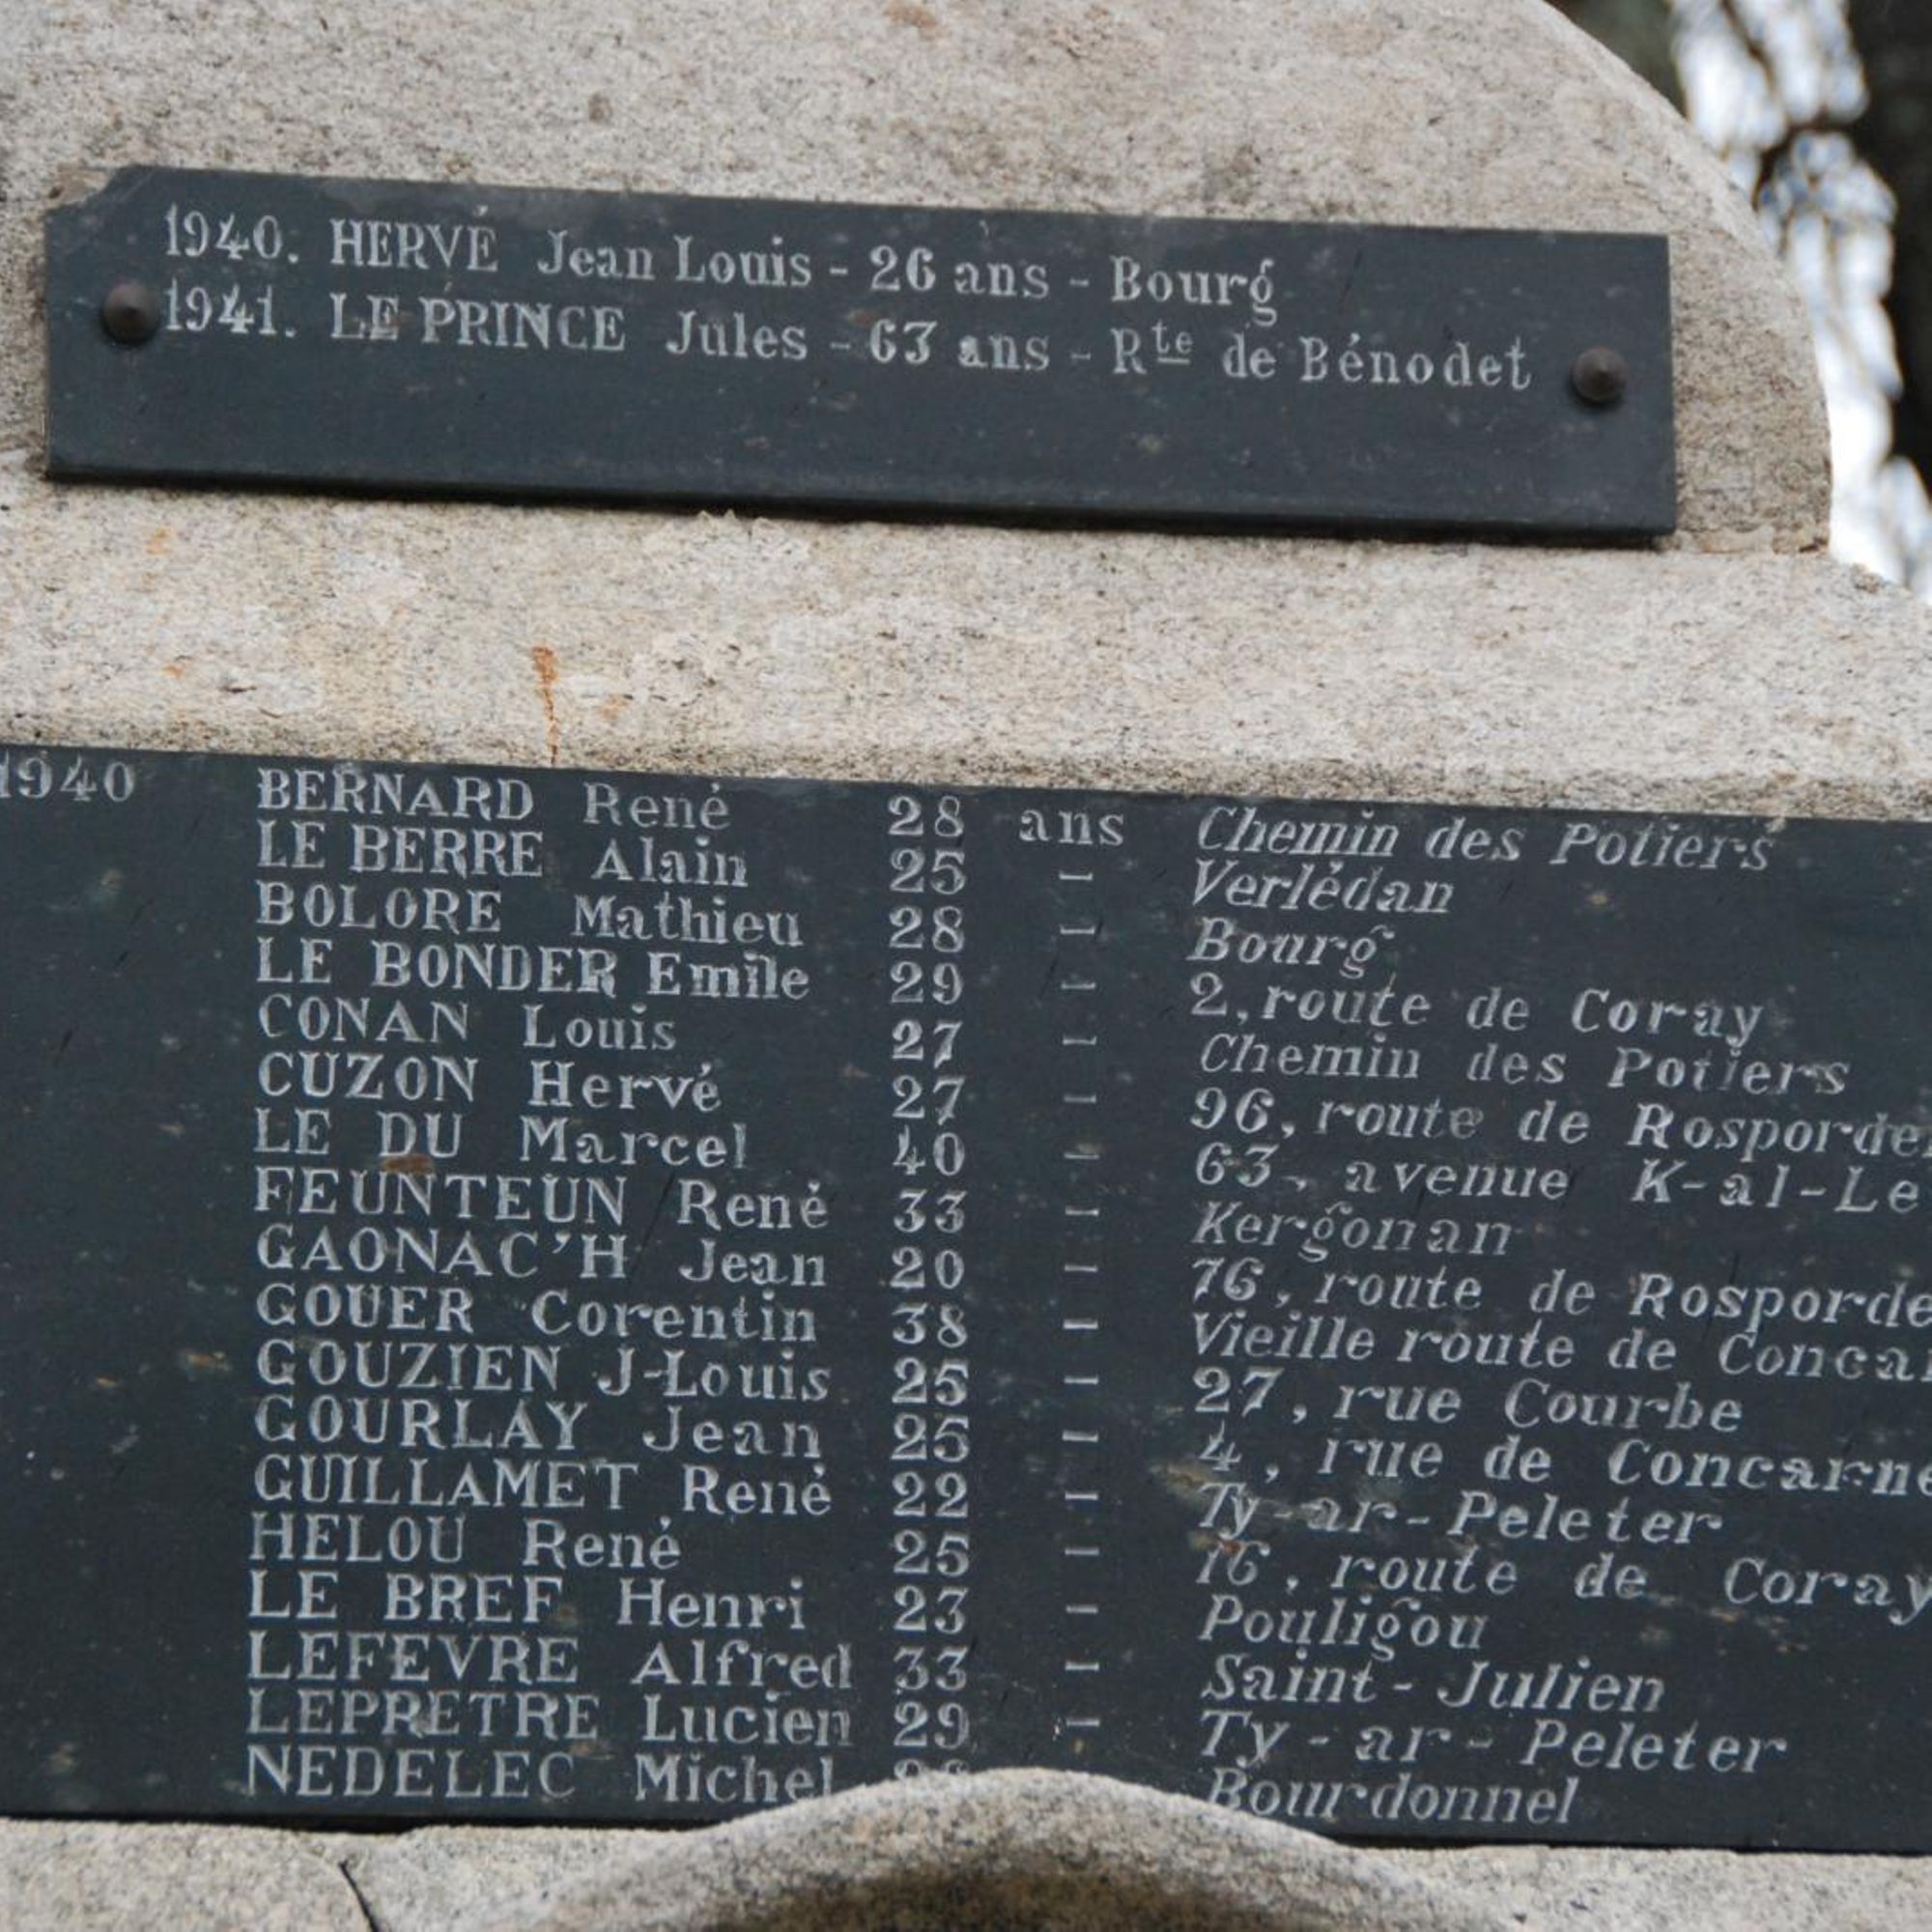 1940. HERVÉ Jean Louis - 26 ans - Bourg
1941. LE PRINCE Jules - 63 ans - Rte de Bénodet
1940 BERNARD René 28 ans Chemin des Potiers
LE BERRE Alain 25 - Verlédan
BOLORE Mathieu 28 - Bourg
LE BONDER Emile 29 - 2, route de Coray
CONAN Louis 27 - Chemin des Potiers
CUZON Hervé 27 - 96, route de Rosporde
LE DU Marcel 40 - 63, avenue K-al-Le
FEUNTEUN René 33 - Kergonan
GAONAC'H Jean 20 - 76, route de Rosporde
GOUER Corentin 38 - Vieille route de Conca
GOUZIEN J-Louis 25 - 27, rue Courbe
GOURLAY Jean 25 - 4, rue de Concarne
GUILLAMET René 22 - Ty-ar-Peleter
HELOU René 25 - 16, route de Coray
LE BREF Henri 23 - Pouligou
LEFEVRE Alfred 33 - Saint-Julien
LEPRETRE Lucien 29 - Ty-ar-Peleter
NEDELEC Michel Bourdonnel